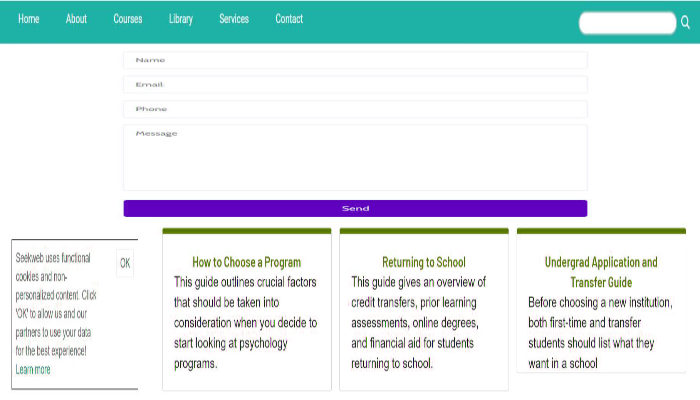 Home About Courses Library Services Contact
Name
Email
Phone
Message
Send
Seekweb uses functional
cookies and non-
personalized content. Click
'OK' to allow us and our
partners to use your data
for the best experience!
Learn more
OK
How to Choose a Program
This guide outlines crucial factors
that should be taken into
consideration when you decide to
start looking at psychology
programs.
Returning to School
This guide gives an overview of
credit transfers, prior learning
assessments, online degrees,
and financial aid for students
returning to school.
Undergrad Application and
Transfer Guide
Before choosing a new institution,
both first-time and transfer
students should list what they
want in a school